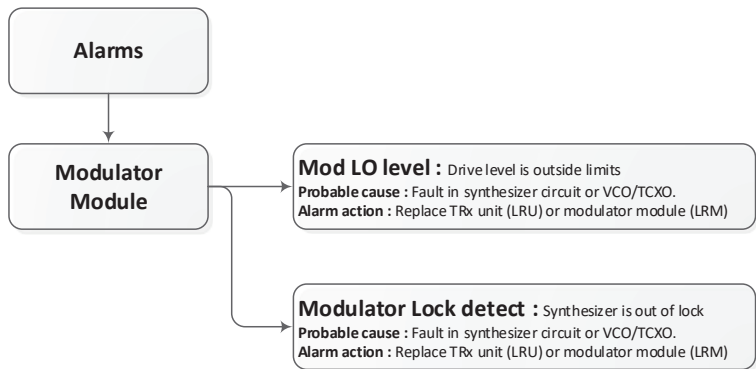 Alarms
Modulator
Module
Mod LO level : Drive level is outside limits
Probable cause : Fault in synthesizer circuit or VCO/TCXO.
Alarm action : Replace TRx unit (LRU) or modulator module (LRM)
Modulator Lock detect : Synthesizer is out of lock
Probable cause : Fault in synthesizer circuit or VCO/TCXO.
Alarm action : Replace TRx unit (LRU) or modulator module (LRM)